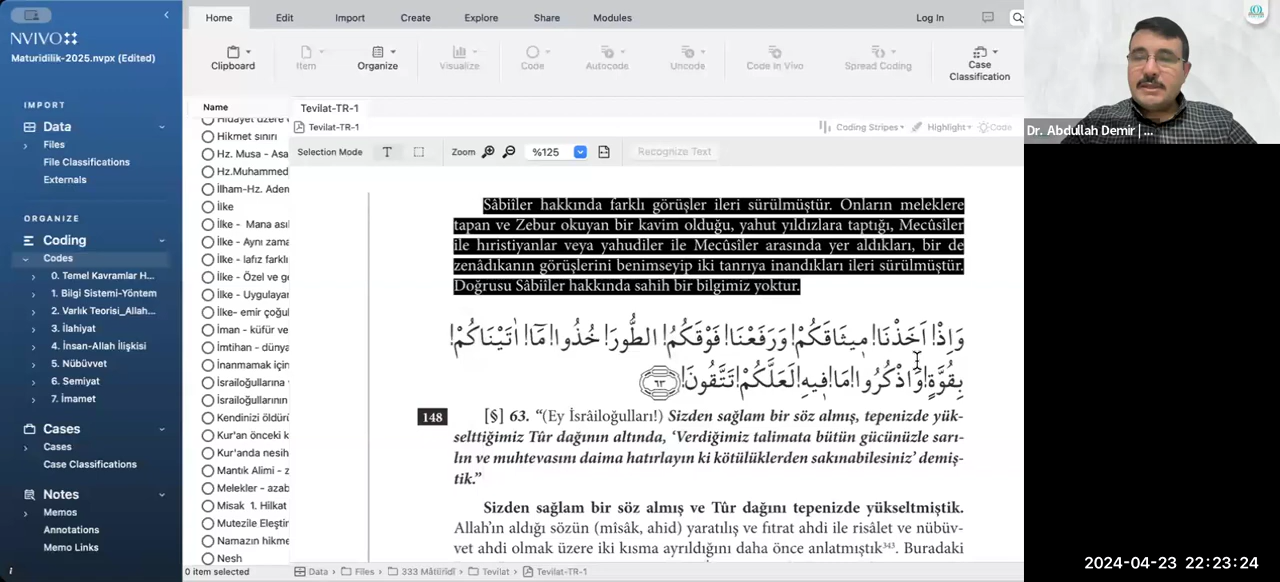 NVIVO
Maturidilik-2025.nvpx (Edited)
IMPORT
Data
Files
File Classifications
Externals
ORGANIZE
Coding
Codes
0. Temel Kavramlar H...
1. Bilgi Sistemi-Yöntem
2. Varlık Teorisi_Allah...
3. İlahiyat
4. İnsan-Allah İlişkisi
5. Nübüvvet
6. Semiyat
7. İmamet
Cases
Cases
Case Classifications
Notes
Memos
Annotations
Memo Links
Home Edit Import Create Explore Share Modules Log In
Clipboard Item Organize Visualize Code Autocode Uncode Code In Vivo Spread Coding Case Classification
Name
Hidayet üzere
Hikmet sınırı
Hz. Musa - Asa
Hz.Muhammed
İlham-Hz. Adem
İlke
İlke - Mana ası
İlke - Aynı zama
İlke - lafız farklı
İlke - Özel ve ge
İlke - Uygulayar
İlke- emir çoğul
İman - küfür ve
İmtihan - dünya
İnanmamak için
İsrailoğullarına
İsrailoğullarının
Kendinizi öldür
Kur'an önceki k
Kur'anda nesih
Mantık Alimi - z
Melekler - azab
Misak 1. Hilkat
Mutezile Eleştir
Namazın hikme
Nesh
0 item selected
Tevilat-TR-1
Tevilat-TR-1
Coding Stripes Highlight Code
Selection Mode T Zoom %125 Recognize Text
Sâbiîler hakkında farklı görüşler ileri sürülmüştür. Onların meleklere
tapan ve Zebur okuyan bir kavim olduğu, yahut yıldızlara taptığı, Mecûsîler
ile hıristiyanlar veya yahudiler ile Mecûsîler arasında yer aldıkları, bir de
zenâdıkanın görüşlerini benimseyip iki tanrıya inandıkları ileri sürülmüştür.
Doğrusu Sâbiîler hakkında sahih bir bilgimiz yoktur.
وَاِذْ اَخَذْنَا مٖيثَاقَكُمْ وَرَفَعْنَا فَوْقَكُمُ الطُّورَ خُذُوا مَٓا اٰتَيْنَاكُمْ
بِقُوَّةٍ وَاذْكُرُوا مَا فٖيهِ لَعَلَّكُمْ تَتَّقُونَ ٦٣
148
[§] 63. “(Ey İsrâiloğulları!) Sizden sağlam bir söz almış, tepenizde yük-
selttiğimiz Tûr dağının altında, ‘Verdiğimiz talimata bütün gücünüzle sarı-
lın ve muhtevasını daima hatırlayın ki kötülüklerden sakınabilesiniz’ demiş-
tik.”
Sizden sağlam bir söz almış ve Tûr dağını tepenizde yükseltmiştik.
Allah’ın aldığı sözün (mîsâk, ahid) yaratılış ve fıtrat ahdi ile risâlet ve nübüv-
vet ahdi olmak üzere iki kısma ayrıldığını daha önce anlatmıştık³⁴³. Buradaki
Data > Files > 333 Mâtürîdî > Tevilat > Tevilat-TR-1
Dr. Abdullah Demir | ...
2024-04-23 22:23:24